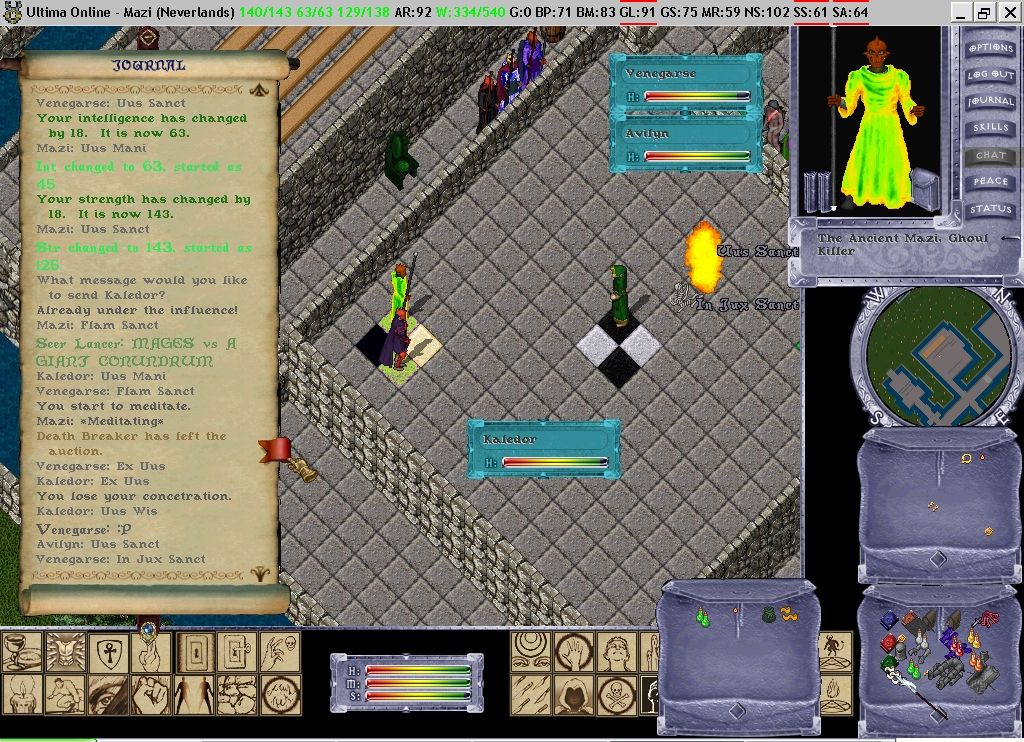 Ultima Online - Mazi (Neverlands) 140/143 63/63 129/138 AR:92 W:334/540 G:0 BP:71 BM:83 GL:91 GS:75 MR:59 NS:102 SS:61 SA:64
JOURNAL
Venegarse: Uus Sanct
Your intelligence has changed
by 18. It is now 63.
Mazi: Uus Mani
Int changed to 63, started as
45
Your strength has changed by
18. It is now 143.
Mazi: Uus Sanct
Str changed to 143, started as
125
What message would you like
to send Kaledor?
Already under the influence!
Mazi: Flam Sanct
Seer Lancer: MAGES vs A
GIANT CONUNDRUM
Kaledor: Uus Mani
Venegarse: Flam Sanct
You start to meditate.
Mazi: *Meditating*
Death Breaker has left the
auction.
Venegarse: Ex Uus
Kaledor: Ex Uus
You lose your concetration.
Kaledor: Uus Wis
Venegarse: :P
Avilyn: Uus Sanct
Venegarse: In Jux Sanct
Venegarse
H:
Avilyn
H:
Uus Sanct
In Jux Sanct
Kaledor
H:
OPTIONS
LOG OUT
JOURNAL
SKILLS
CHAT
PEACE
STATUS
The Ancient Mazi, Ghoul
Killer
W
N
S
E
H:
M:
S: